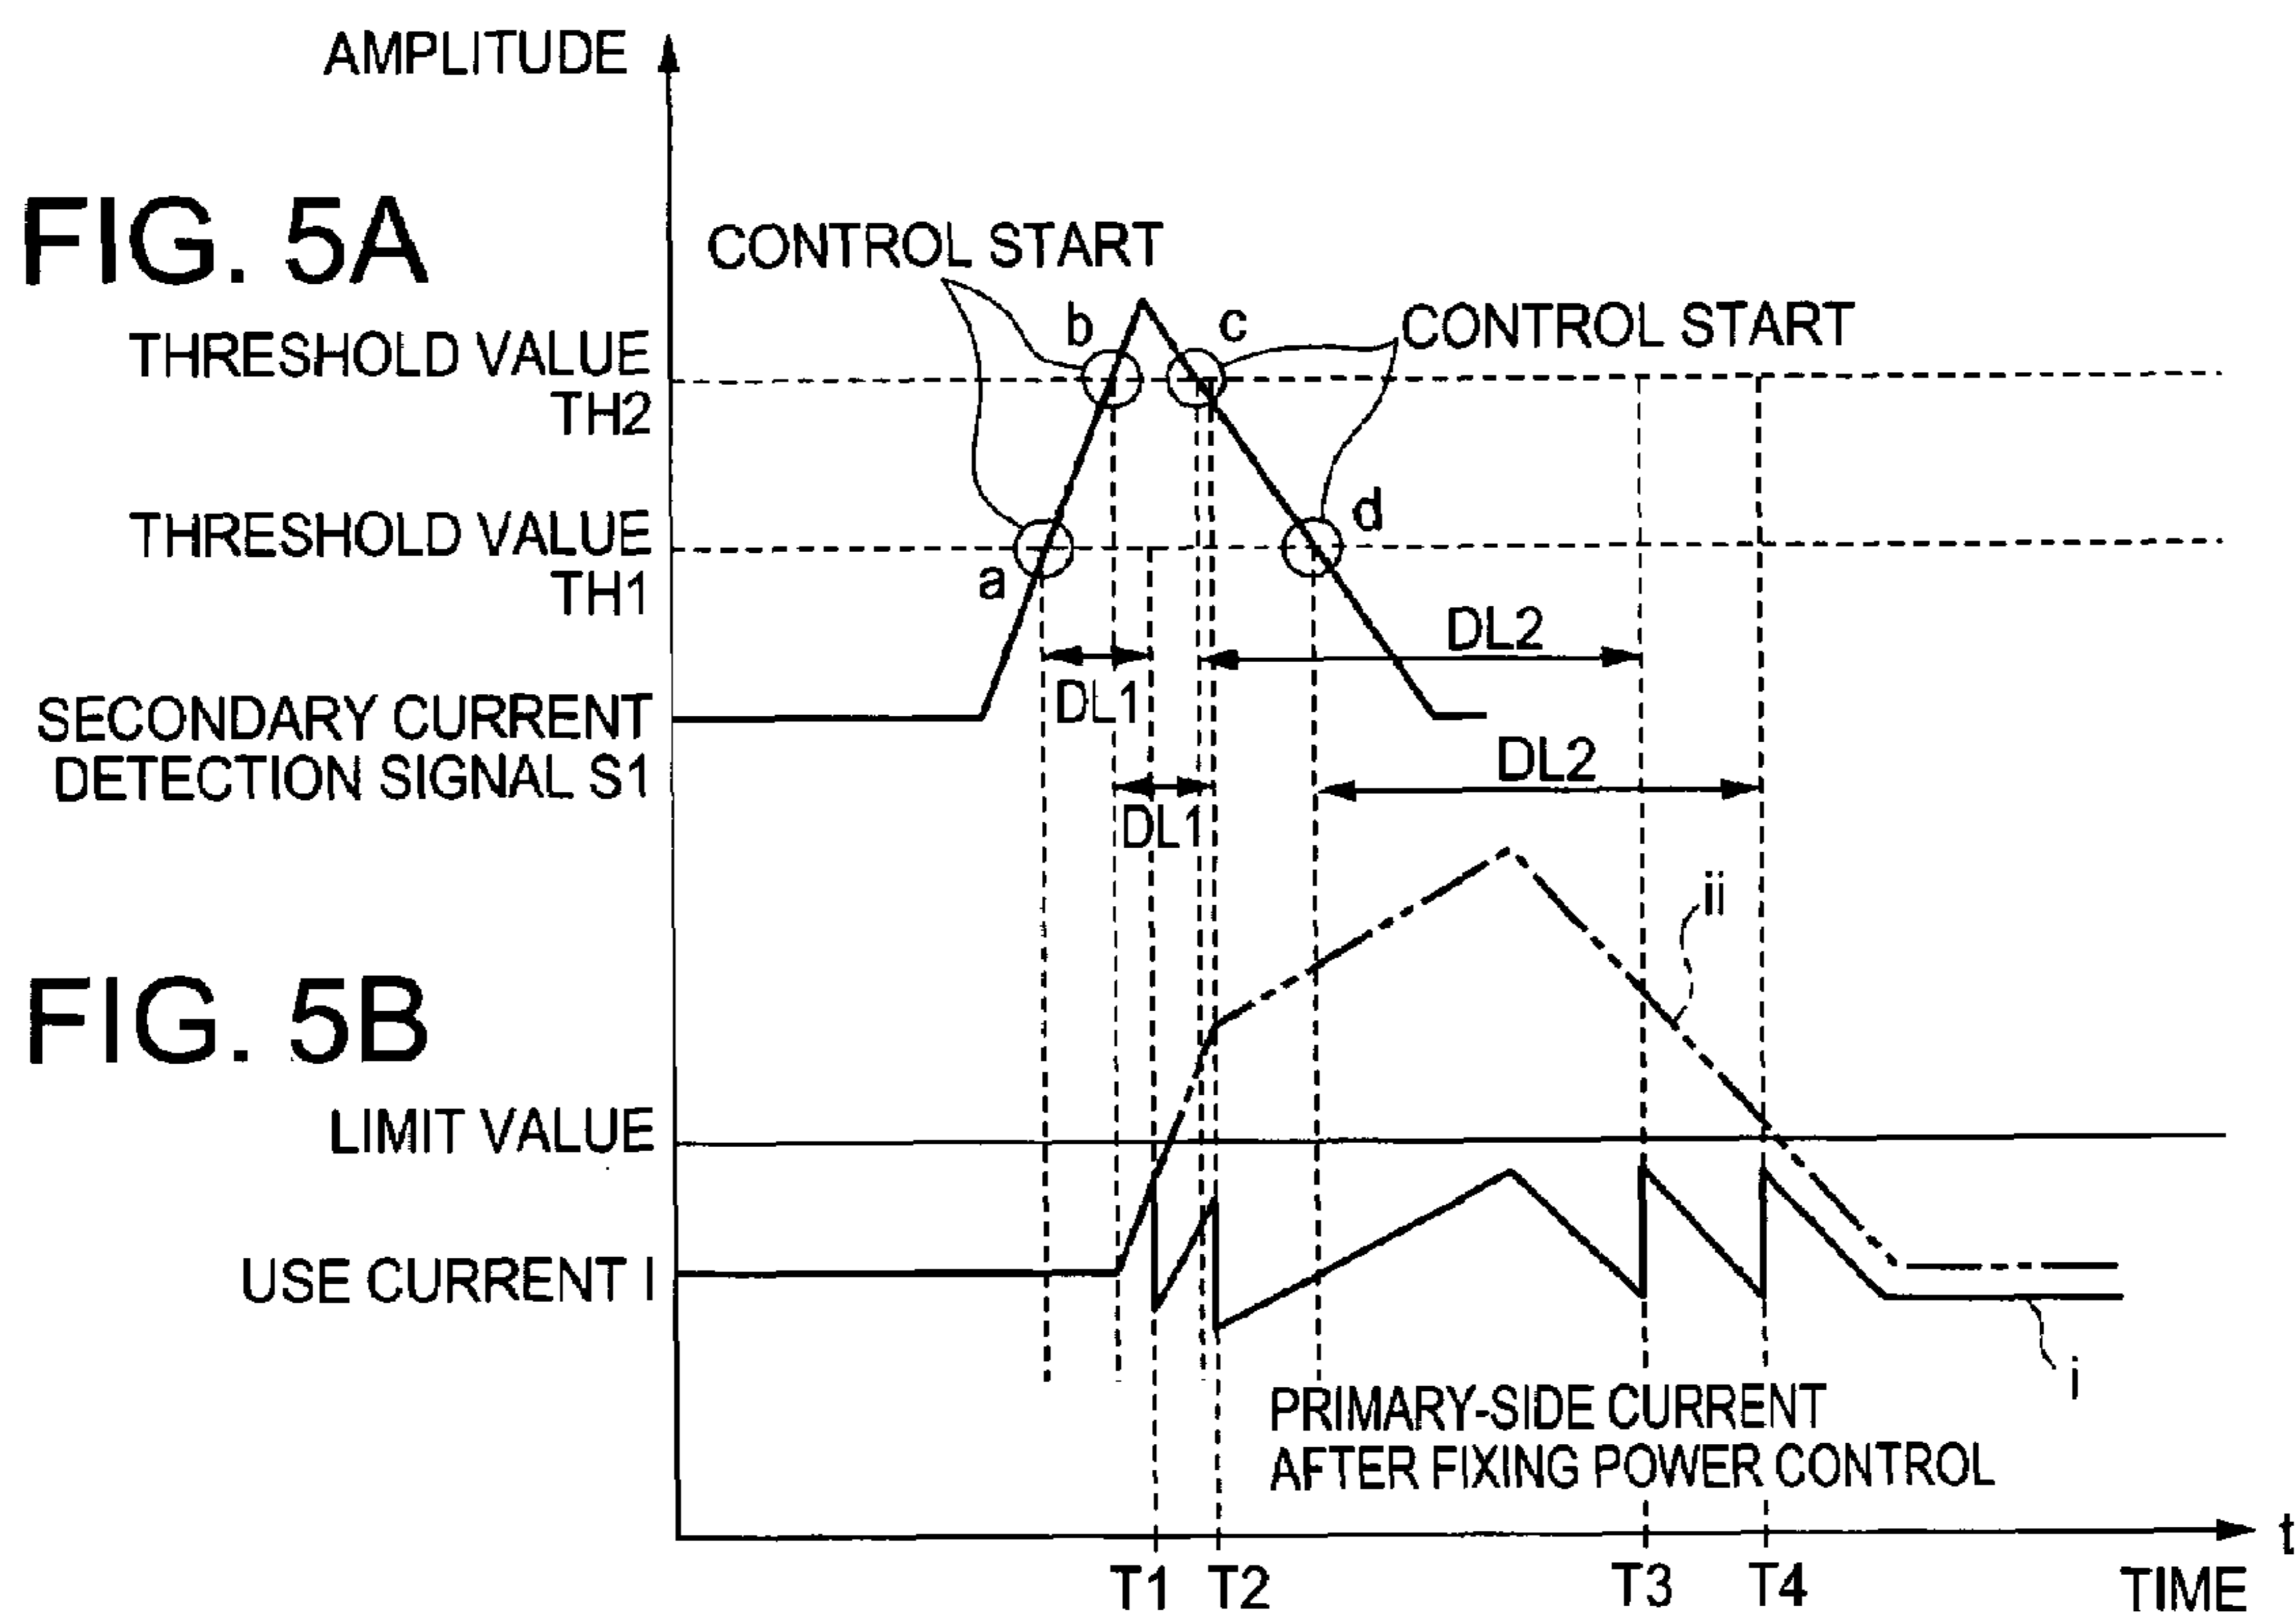 AMPLITUDE
FIG. 5A
CONTROL START
b
c
CONTROL START
THRESHOLD VALUE
TH2
THRESHOLD VALUE
TH1
a
d
DL2
DL1
SECONDARY CURRENT
DETECTION SIGNAL S1
DL2
DL1
ii
FIG. 5B
LIMIT VALUE
USE CURRENT I
i
PRIMARY-SIDE CURRENT
AFTER FIXING POWER CONTROL
t
T1
T2
T3
T4
TIME